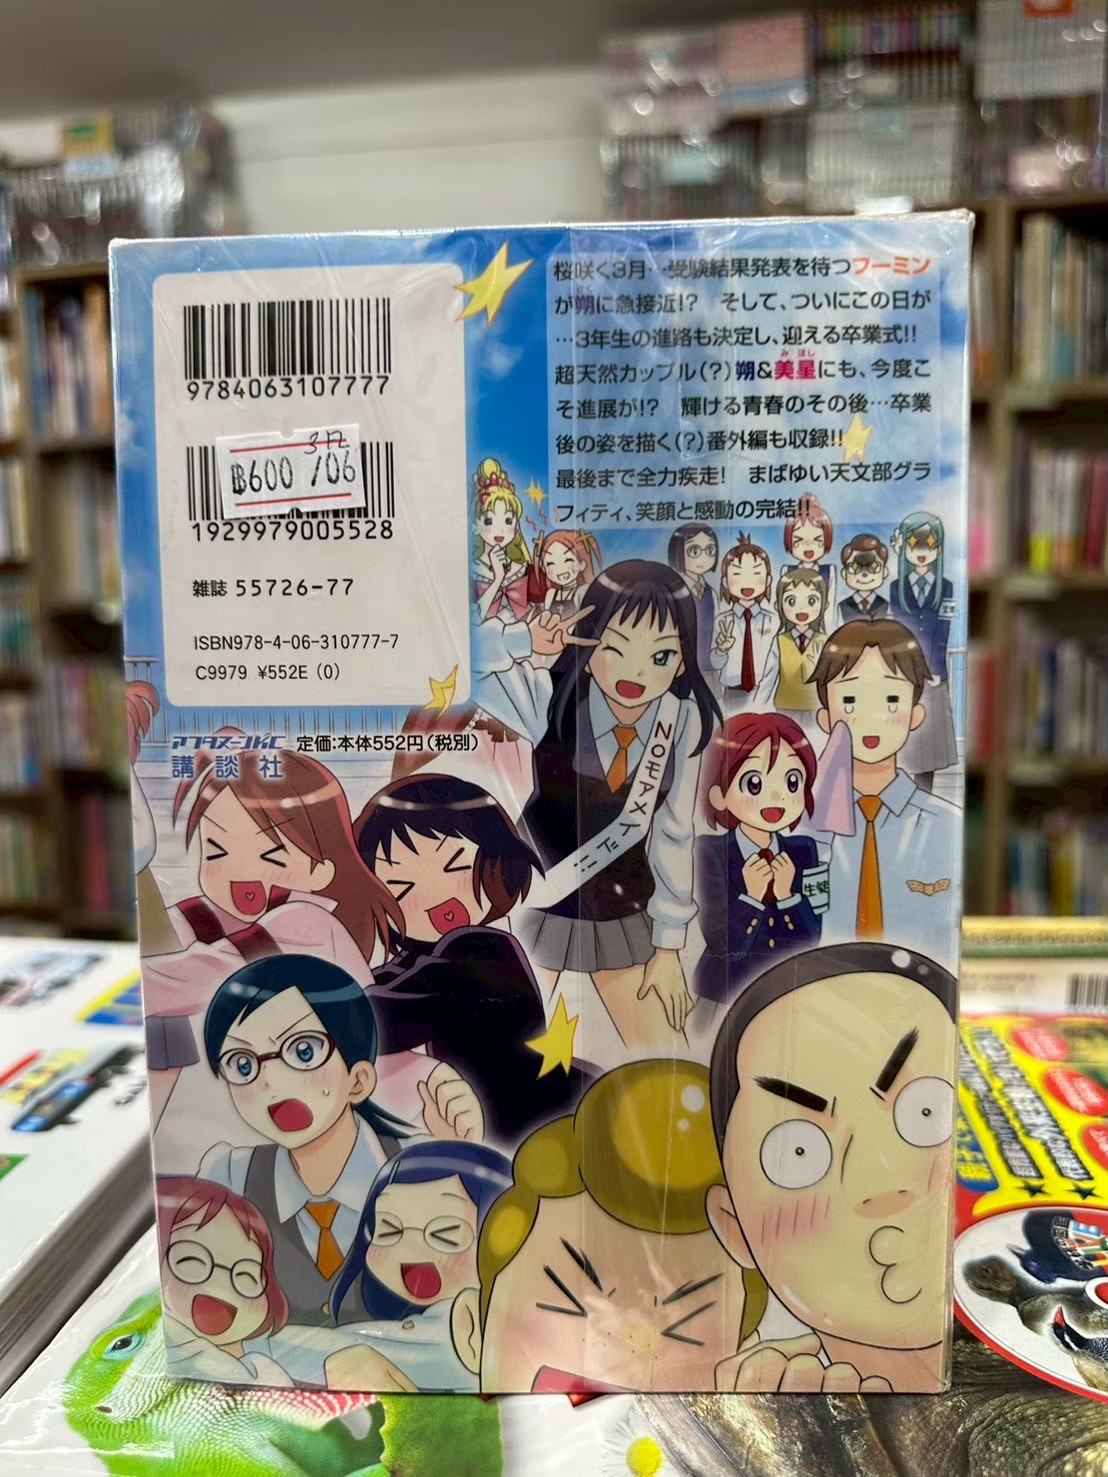 9784063107777
3R
฿600 /06
1929979005528
雑誌 55726-77
ISBN978-4-06-310777-7
C9979 ¥552E (0)
アフタヌーンKC 定価:本体552円(税別)
講談社
桜咲く3月…受験結果発表を待つフーミン
が朔に急接近!? そして、ついにこの日が
…3年生の進路も決定し、迎える卒業式!!
みほし
超天然カップル(?)朔&美星にも、今度こ
そ進展が!? 輝ける青春のその後…卒業
後の姿を描く(?)番外編も収録!!
最後まで全力疾走! まばゆい天文部グラ
フィティ、笑顔と感動の完結!!
NOモアメイド!!
生徒